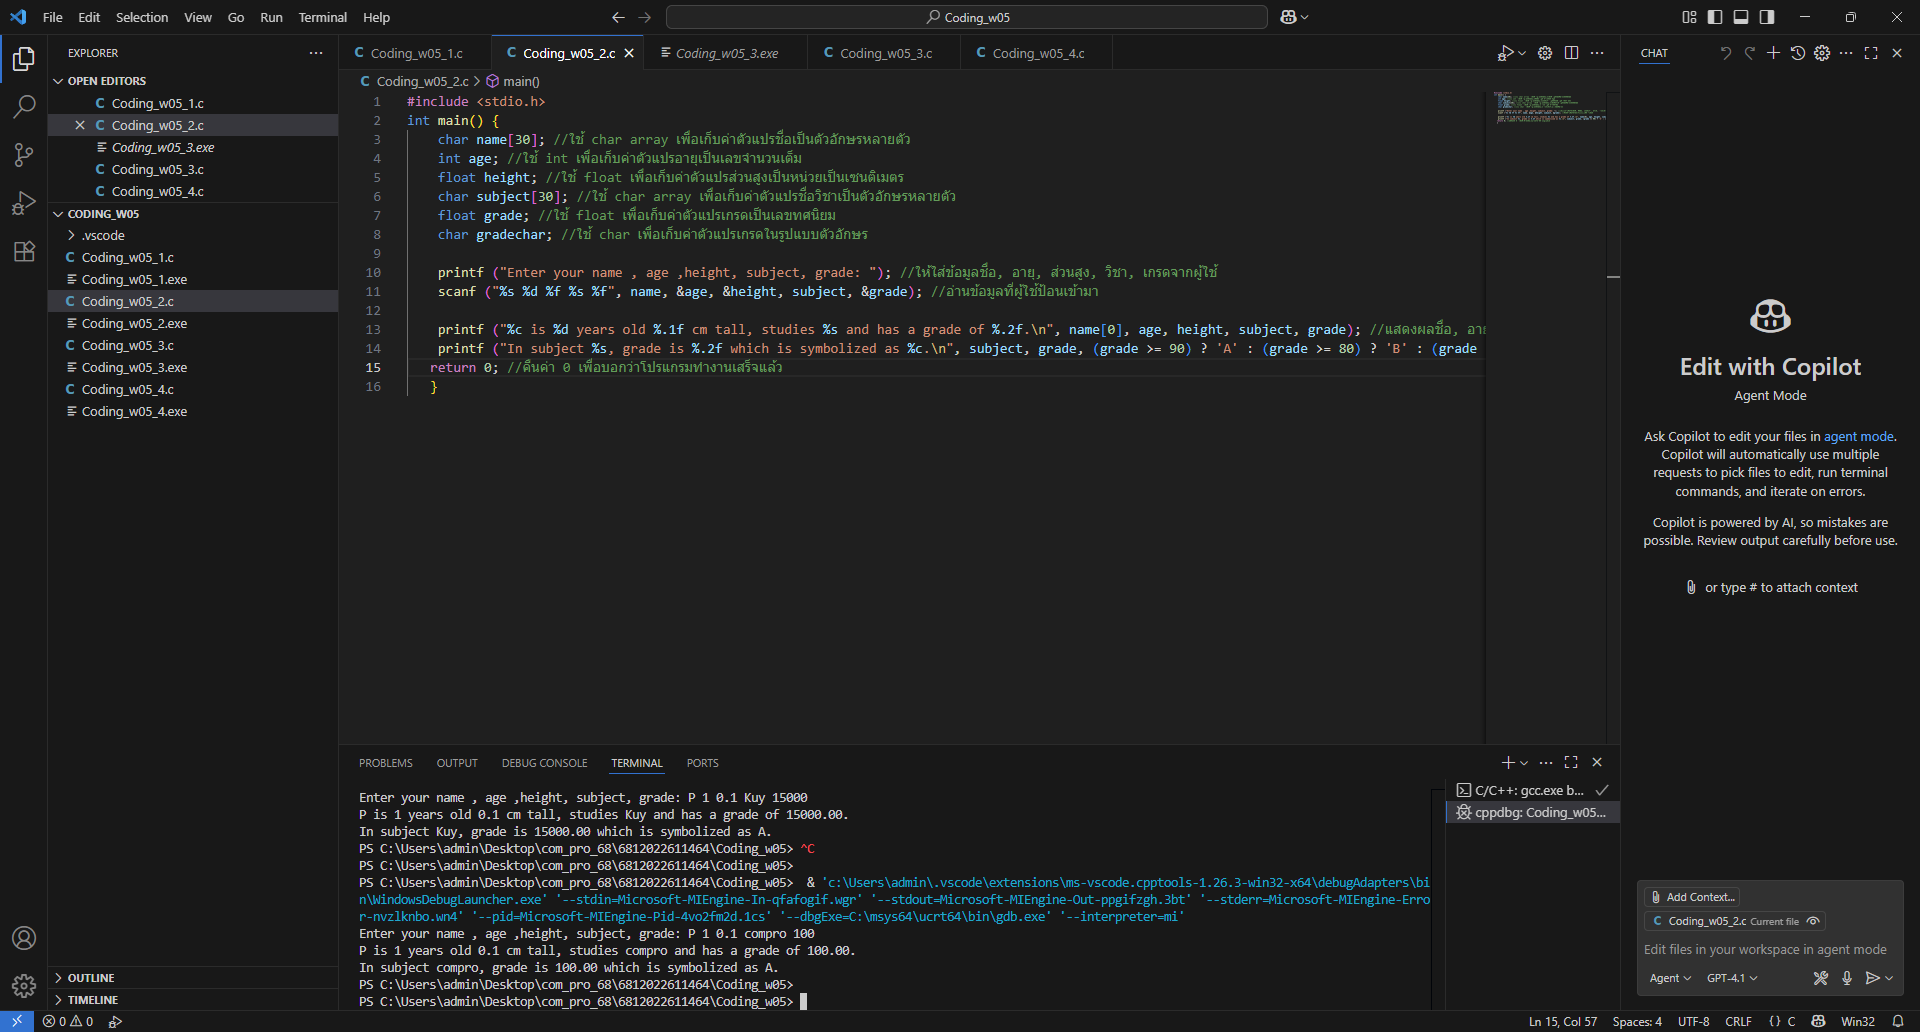 File Edit Selection View Go Run Terminal Help
Coding_w05
EXPLORER
OPEN EDITORS
Coding_w05_1.c
Coding_w05_2.c
Coding_w05_3.exe
Coding_w05_3.c
Coding_w05_4.c
CODING_W05
.vscode
Coding_w05_1.c
Coding_w05_1.exe
Coding_w05_2.c
Coding_w05_2.exe
Coding_w05_3.c
Coding_w05_3.exe
Coding_w05_4.c
Coding_w05_4.exe
OUTLINE
TIMELINE
Coding_w05_1.c Coding_w05_2.c Coding_w05_3.exe Coding_w05_3.c Coding_w05_4.c
Coding_w05_2.c > main()
1 #include <stdio.h>
2 int main() {
3 char name[30]; //ใช้ char array เพื่อเก็บค่าตัวแปรชื่อเป็นตัวอักษรหลายตัว
4 int age; //ใช้ int เพื่อเก็บค่าตัวแปรอายุเป็นเลขจำนวนเต็ม
5 float height; //ใช้ float เพื่อเก็บค่าตัวแปรส่วนสูงเป็นหน่วยเป็นเซนติเมตร
6 char subject[30]; //ใช้ char array เพื่อเก็บค่าตัวแปรชื่อวิชาเป็นตัวอักษรหลายตัว
7 float grade; //ใช้ float เพื่อเก็บค่าตัวแปรเกรดเป็นเลขทศนิยม
8 char gradechar; //ใช้ char เพื่อเก็บค่าตัวแปรเกรดในรูปแบบตัวอักษร
9
10 printf ("Enter your name , age ,height, subject, grade: "); //ให้ใส่ข้อมูลชื่อ, อายุ, ส่วนสูง, วิชา, เกรดจากผู้ใช้
11 scanf ("%s %d %f %s %f", name, &age, &height, subject, &grade); //อ่านข้อมูลที่ผู้ใช้ป้อนเข้ามา
12
13 printf ("%c is %d years old %.1f cm tall, studies %s and has a grade of %.2f.\n", name[0], age, height, subject, grade); //แสดงผลชื่อ, อายุ
14 printf ("In subject %s, grade is %.2f which is symbolized as %c.\n", subject, grade, (grade >= 90) ? 'A' : (grade >= 80) ? 'B' : (grade
15 return 0; //คืนค่า 0 เพื่อบอกว่าโปรแกรมทำงานเสร็จแล้ว
16 }
PROBLEMS OUTPUT DEBUG CONSOLE TERMINAL PORTS
Enter your name , age ,height, subject, grade: P 1 0.1 Kuy 15000
P is 1 years old 0.1 cm tall, studies Kuy and has a grade of 15000.00.
In subject Kuy, grade is 15000.00 which is symbolized as A.
PS C:\Users\admin\Desktop\com_pro_68\6812022611464\Coding_w05> ^C
PS C:\Users\admin\Desktop\com_pro_68\6812022611464\Coding_w05>
PS C:\Users\admin\Desktop\com_pro_68\6812022611464\Coding_w05> & 'c:\Users\admin\.vscode\extensions\ms-vscode.cpptools-1.26.3-win32-x64\debugAdapters\bi
n\WindowsDebugLauncher.exe' '--stdin=Microsoft-MIEngine-In-qfafogif.wgr' '--stdout=Microsoft-MIEngine-Out-ppgifzgh.3bt' '--stderr=Microsoft-MIEngine-Erro
r-nvzlknbo.wn4' '--pid=Microsoft-MIEngine-Pid-4vo2fm2d.1cs' '--dbgExe=C:\msys64\ucrt64\bin\gdb.exe' '--interpreter=mi'
Enter your name , age ,height, subject, grade: P 1 0.1 compro 100
P is 1 years old 0.1 cm tall, studies compro and has a grade of 100.00.
In subject compro, grade is 100.00 which is symbolized as A.
PS C:\Users\admin\Desktop\com_pro_68\6812022611464\Coding_w05>
PS C:\Users\admin\Desktop\com_pro_68\6812022611464\Coding_w05>
C/C++: gcc.exe b...
cppdbg: Coding_w05...
CHAT
Edit with Copilot
Agent Mode
Ask Copilot to edit your files in agent mode.
Copilot will automatically use multiple
requests to pick files to edit, run terminal
commands, and iterate on errors.
Copilot is powered by AI, so mistakes are
possible. Review output carefully before use.
or type # to attach context
Add Context...
Coding_w05_2.c Current file
Edit files in your workspace in agent mode
Agent GPT-4.1
0 0
Ln 15, Col 57 Spaces: 4 UTF-8 CRLF {} C Win32